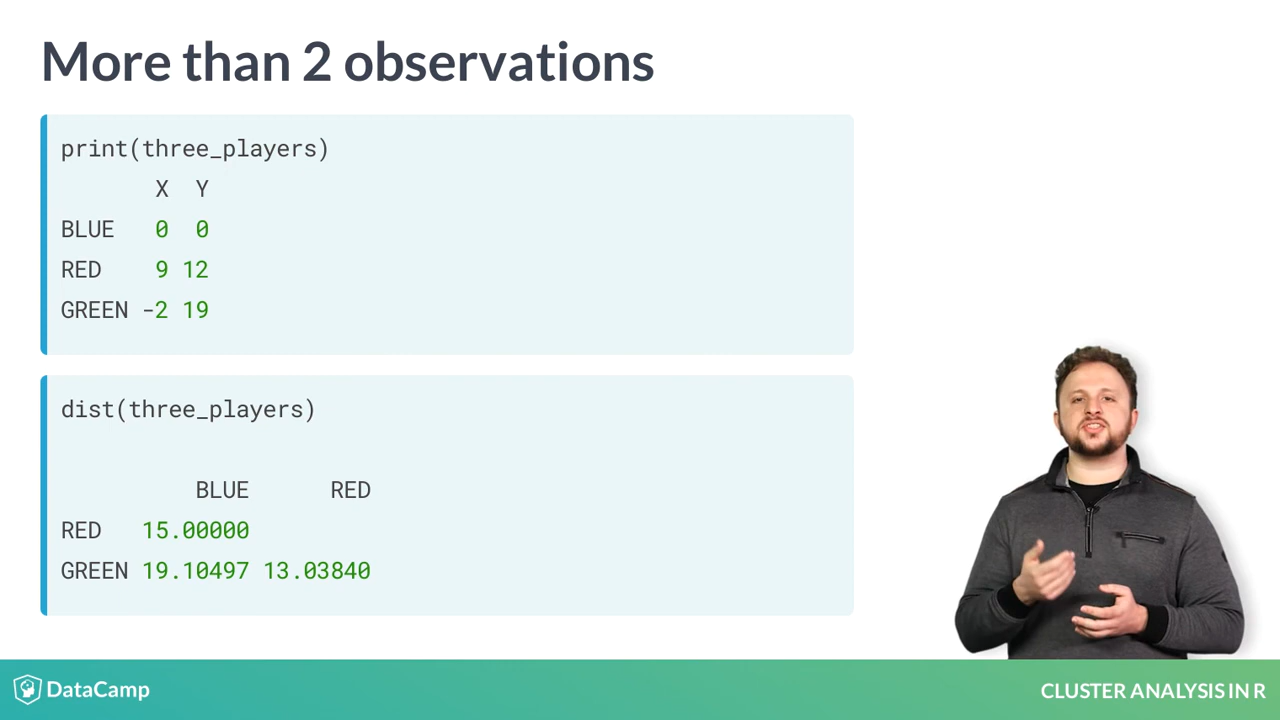 More than 2 observations
print(three_players)
X Y
BLUE 0 0
RED 9 12
GREEN -2 19
dist(three_players)
BLUE RED
RED 15.00000
GREEN 19.10497 13.03840
DataCamp
CLUSTER ANALYSIS IN R